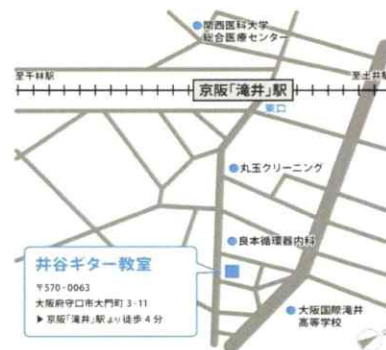 関西医科大学
総合医療センター
至千林駅
京阪「滝井」駅
至土井駅
東口
丸玉クリーニング
良本循環器内科
井谷ギター教室
〒570-0063
大阪府守口市大門町 3-11
▶ 京阪「滝井」駅より徒歩 4 分
大阪国際滝井
高等学校